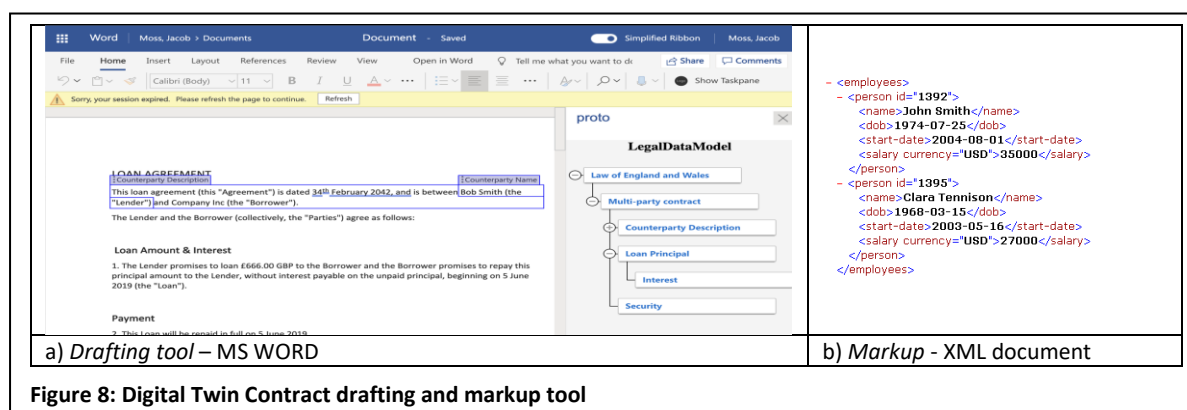 Word Moss, Jacob > Documents Document - Saved Simplified Ribbon Moss, Jacob
File Home Insert Layout References Review View Open in Word Tell me what you want to do Share Comments
Calibri (Body) 11 B I U A ... ... Show Taskpane
Sorry, your session expired. Please refresh the page to continue. Refresh
LOAN AGREEMENT
Counterparty Description Counterparty Name
This loan agreement (this "Agreement") is dated 34th February 2042, and is between Bob Smith (the
"Lender") and Company Inc (the "Borrower").
The Lender and the Borrower (collectively, the "Parties") agree as follows:
Loan Amount & Interest
1. The Lender promises to loan £666.00 GBP to the Borrower and the Borrower promises to repay this
principal amount to the Lender, without interest payable on the unpaid principal, beginning on 5 June
2019 (the "Loan").
Payment
2. This Loan will be repaid in full on 5 June 2019
proto
LegalDataModel
Law of England and Wales
Multi-party contract
Counterparty Description
Loan Principal
Interest
Security
- <employees>
- <person id="1392">
<name>John Smith</name>
<dob>1974-07-25</dob>
<start-date>2004-08-01</start-date>
<salary currency="USD">35000</salary>
</person>
- <person id="1395">
<name>Clara Tennison</name>
<dob>1968-03-15</dob>
<start-date>2003-05-16</start-date>
<salary currency="USD">27000</salary>
</person>
</employees>
a) Drafting tool – MS WORD
b) Markup - XML document
Figure 8: Digital Twin Contract drafting and markup tool